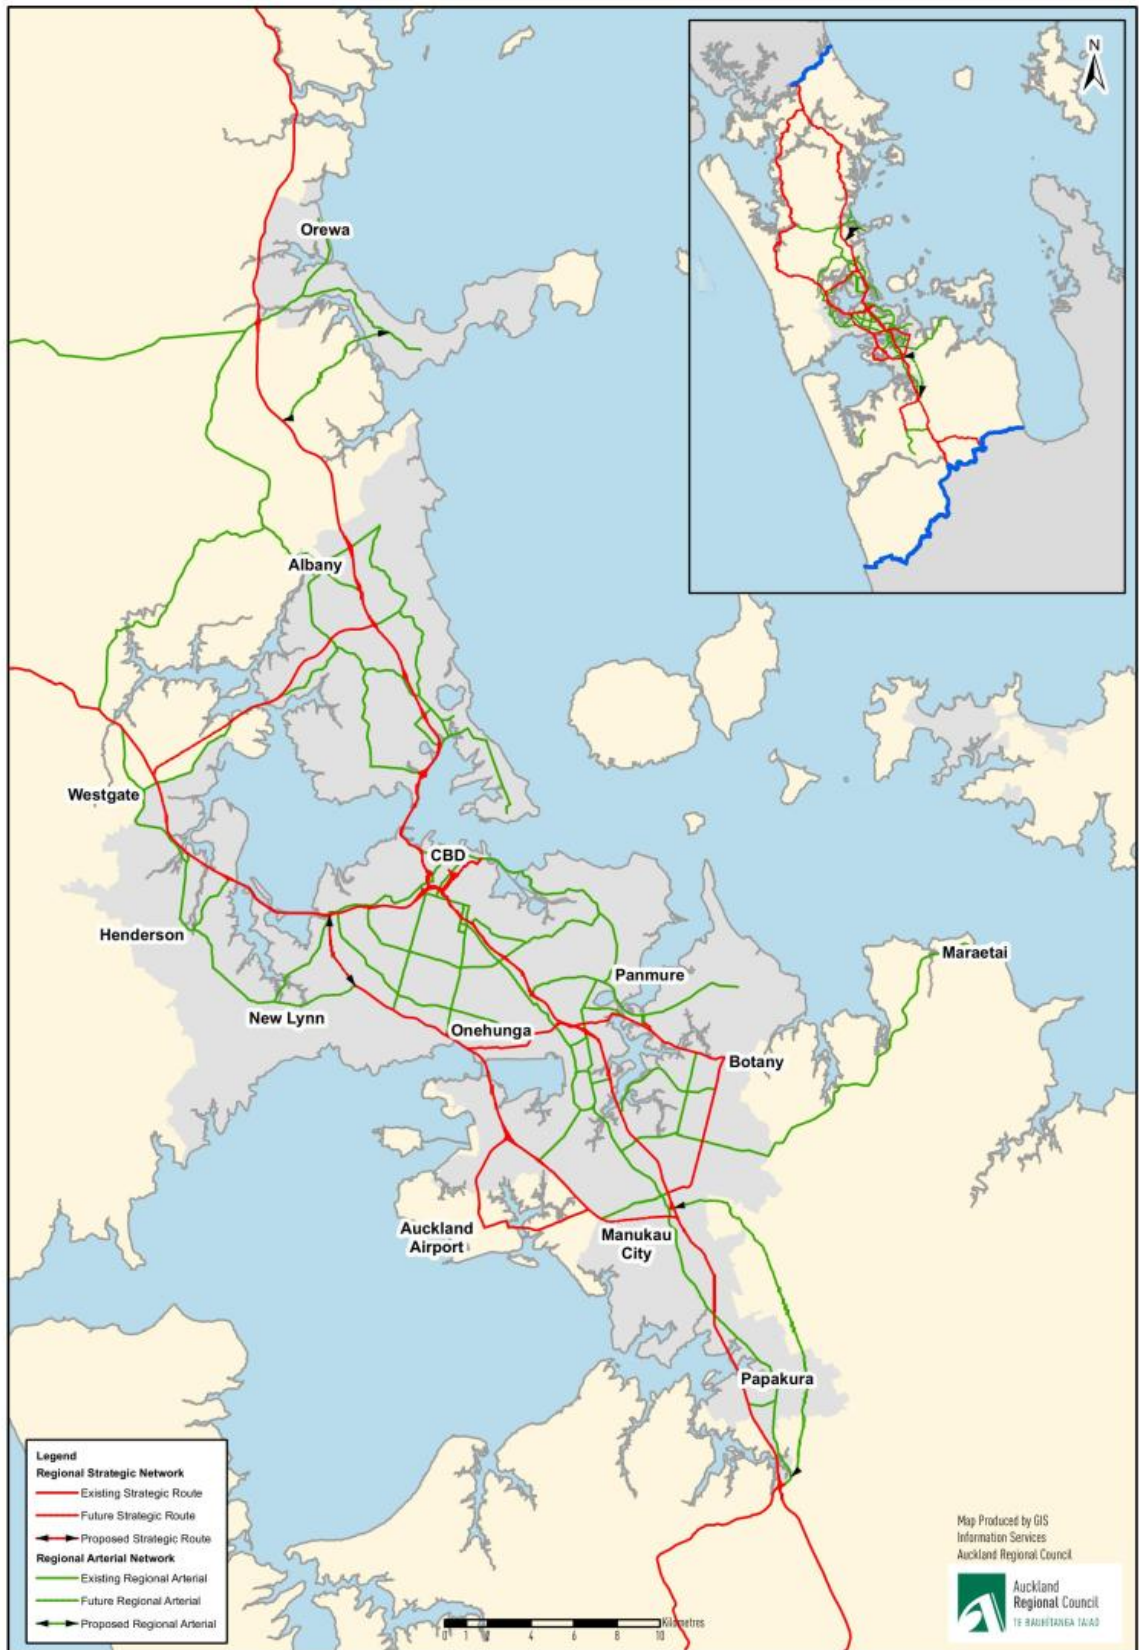 N
Orewa
Albany
Westgate
CBD
Henderson
Maraetai
Panmure
New Lynn
Onehunga
Botany
Auckland
Airport
Manukau
City
Papakura
Legend
Regional Strategic Network
Existing Strategic Route
Future Strategic Route
Proposed Strategic Route
Regional Arterial Network
Existing Regional Arterial
Future Regional Arterial
Proposed Regional Arterial
0 1 2 4 6 8 10 Kilometres
Map Produced by GIS
Information Services
Auckland Regional Council
Auckland
Regional Council
TE RAUHĪTANGA TAIAO